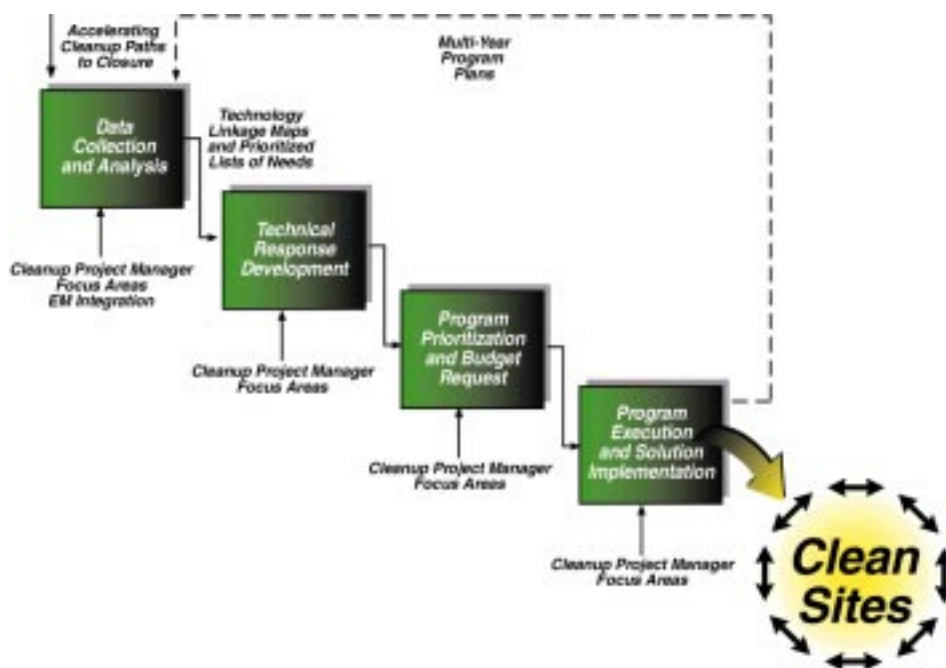 Accelerating
Cleanup Paths
to Closure
Multi-Year
Program
Plans
Data
Collection
and Analysis
Technology
Linkage Maps
and Prioritized
Lists of Needs
Cleanup Project Manager
Focus Areas
EM Integration
Technical
Response
Development
Cleanup Project Manager
Focus Areas
Program
Prioritization
and Budget
Request
Cleanup Project Manager
Focus Areas
Program
Execution
and Solution
Implementation
Cleanup Project Manager
Focus Areas
Clean
Sites